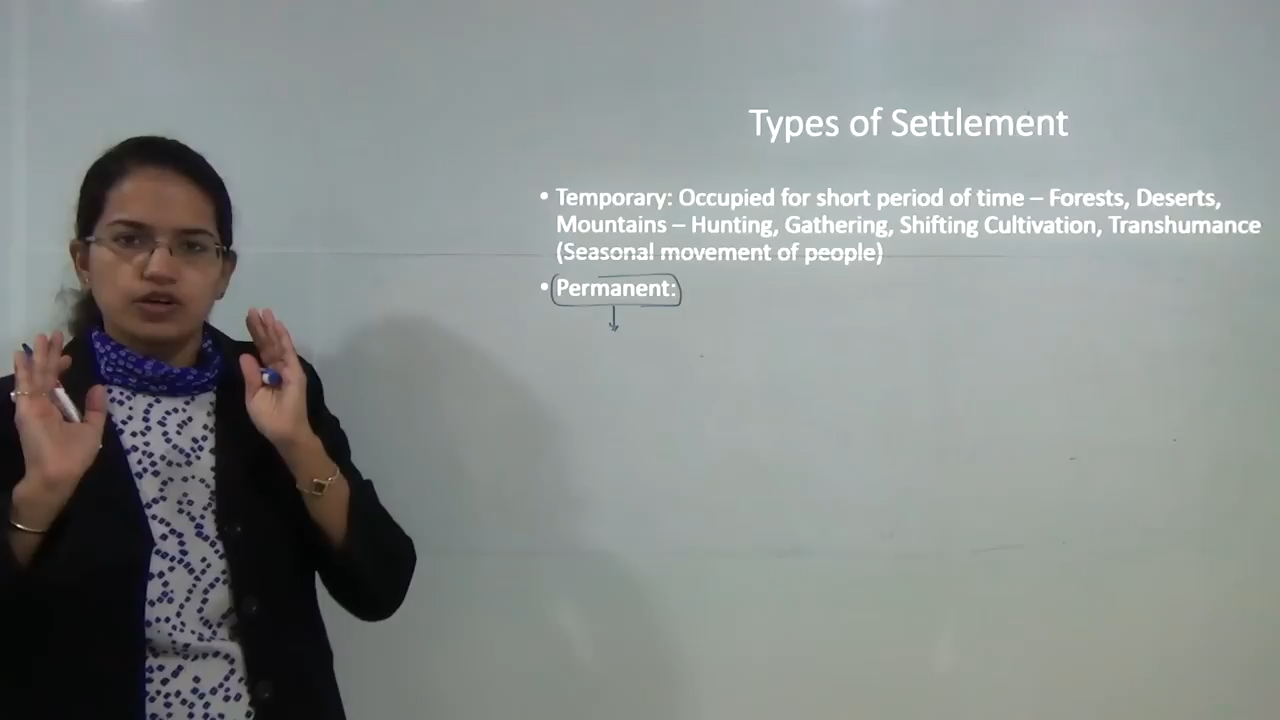 Types of Settlement
• Temporary: Occupied for short period of time – Forests, Deserts,
Mountains – Hunting, Gathering, Shifting Cultivation, Transhumance
(Seasonal movement of people)
• Permanent: